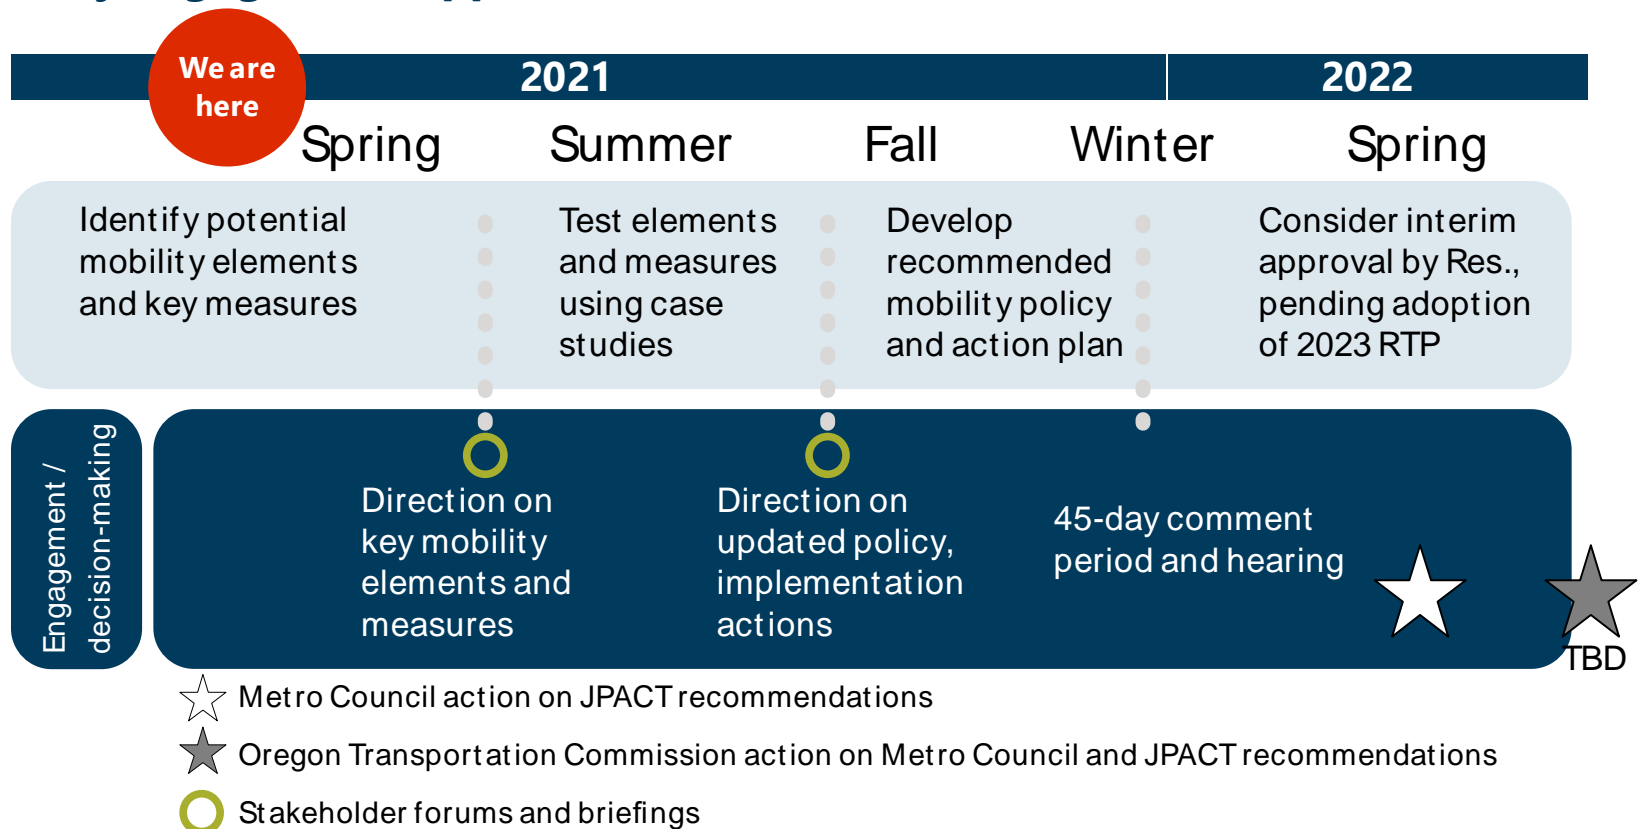 We are
here
2021
2022
Spring
Summer
Fall
Winter
Spring
Identify potential
mobility elements
and key measures
Test elements
and measures
using case
studies
Develop
recommended
mobility policy
and action plan
Consider interim
approval by Res.,
pending adoption
of 2023 RTP
Engagement /
decision-making
Direction on
key mobility
elements and
measures
Direction on
updated policy,
implementation
actions
45-day comment
period and hearing
TBD
Metro Council action on JPACT recommendations
Oregon Transportation Commission action on Metro Council and JPACT recommendations
Stakeholder forums and briefings